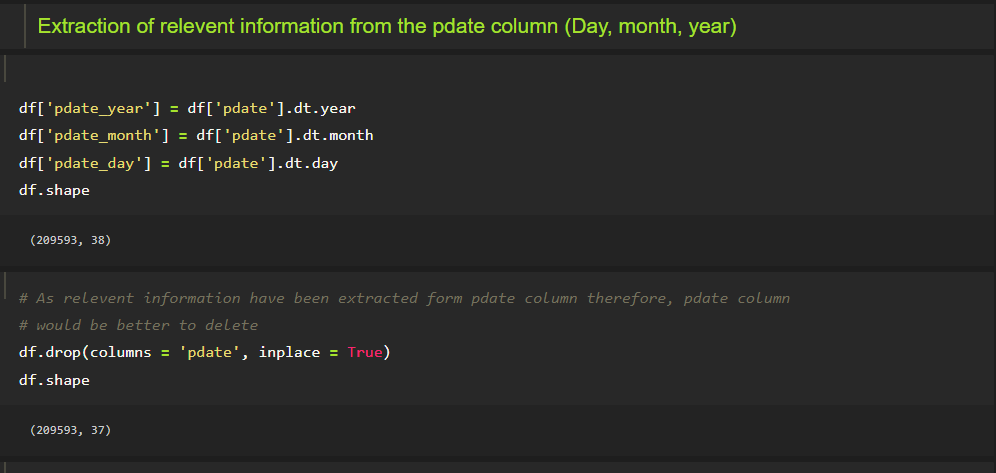 Extraction of relevent information from the pdate column (Day, month, year)
df['pdate_year'] = df['pdate'].dt.year
df['pdate_month'] = df['pdate'].dt.month
df['pdate_day'] = df['pdate'].dt.day
df.shape
(209593, 38)
# As relevent information have been extracted form pdate column therefore, pdate column
# would be better to delete
df.drop(columns = 'pdate', inplace = True)
df.shape
(209593, 37)